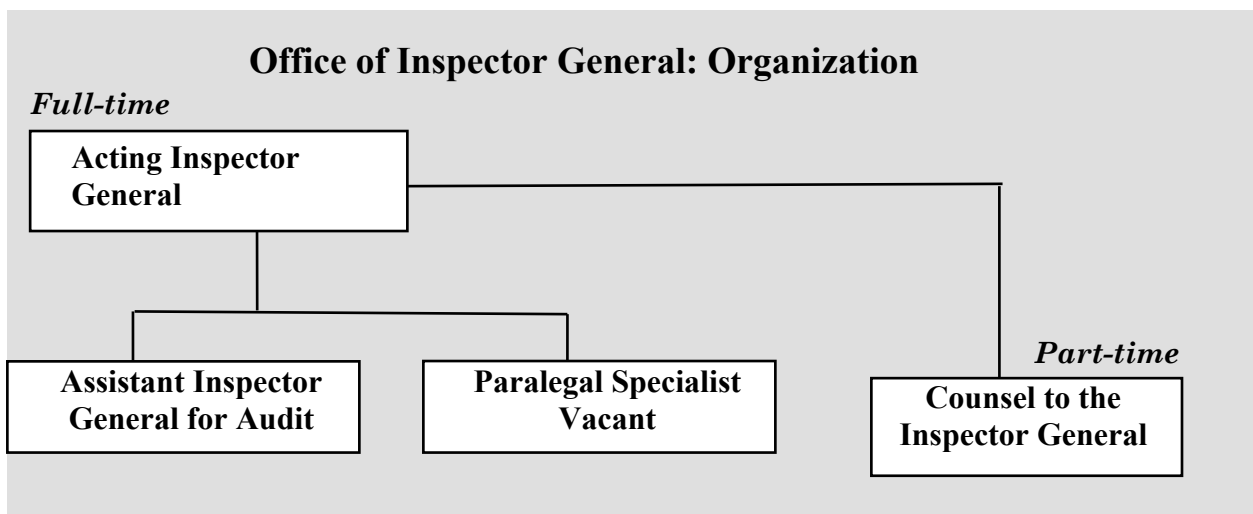 Office of Inspector General: Organization
Full-time
Acting Inspector
General
Assistant Inspector
General for Audit
Paralegal Specialist
Vacant
Part-time
Counsel to the
Inspector General